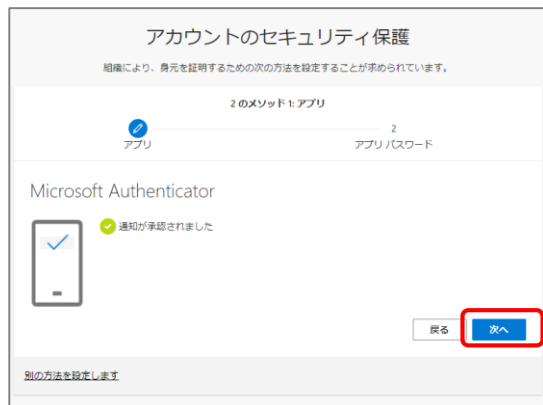 アカウントのセキュリティ保護
組織により、身元を証明するための次の方法を設定することが求められています。
2 のメソッド 1: アプリ
アプリ
2
アプリ パスワード
Microsoft Authenticator
通知が承認されました
戻る
次へ
別の方法を設定します